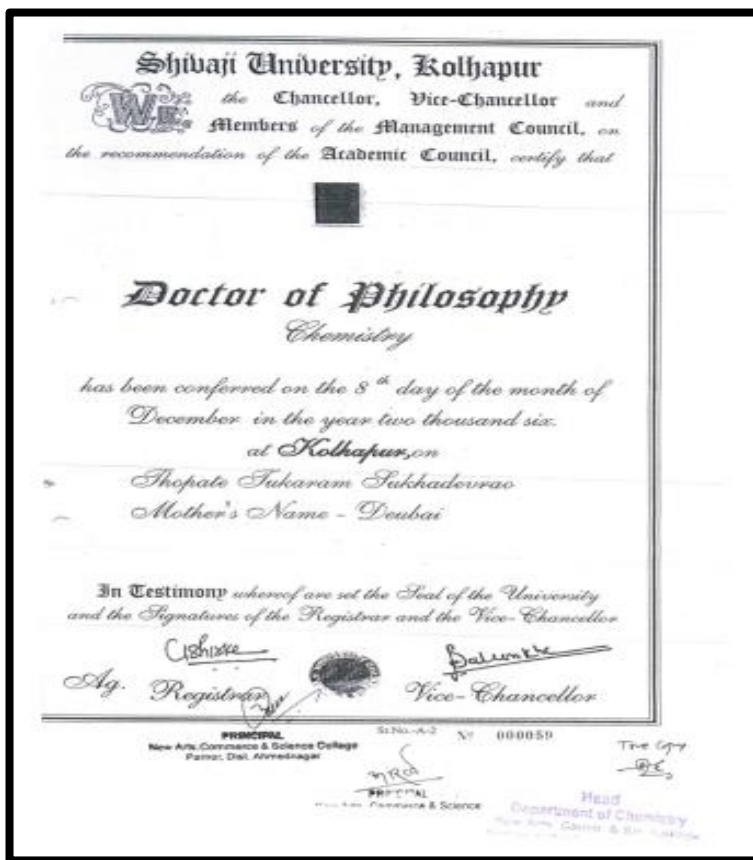 Shivaji University, Kolhapur
WE the Chancellor, Vice-Chancellor and
Members of the Management Council, on
the recommendation of the Academic Council, certify that
Doctor of Philosophy
Chemistry
has been conferred on the 8th day of the month of
December in the year two thousand six.
at Kolhapur, on
Thopate Tukaram Sukhadevrao
Mother's Name - Deubai
In Testimony whereof are set the Seal of the University
and the Signatures of the Registrar and the Vice-Chancellor
Ag. Registrar
Vice-Chancellor
PRINCIPAL
New Arts, Commerce & Science College
Parner, Dist. Ahmednagar
Sr.No.-A-2 Nº 000059
True Copy
PRINCIPAL
Commerce & Science
Head
Department of Chemistry